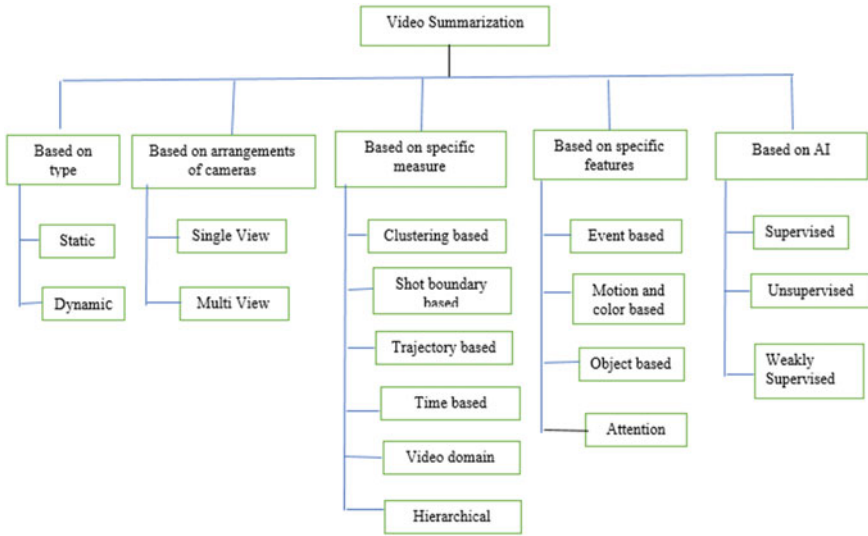 Video Summarization
Based on
type
Based on arrangements
of cameras
Based on specific
measure
Based on specific
features
Based on AI
Static
Dynamic
Single View
Multi View
Clustering based
Shot boundary
based
Trajectory based
Time based
Video domain
Hierarchical
Event based
Motion and
color based
Object based
Attention
Supervised
Unsupervised
Weakly
Supervised